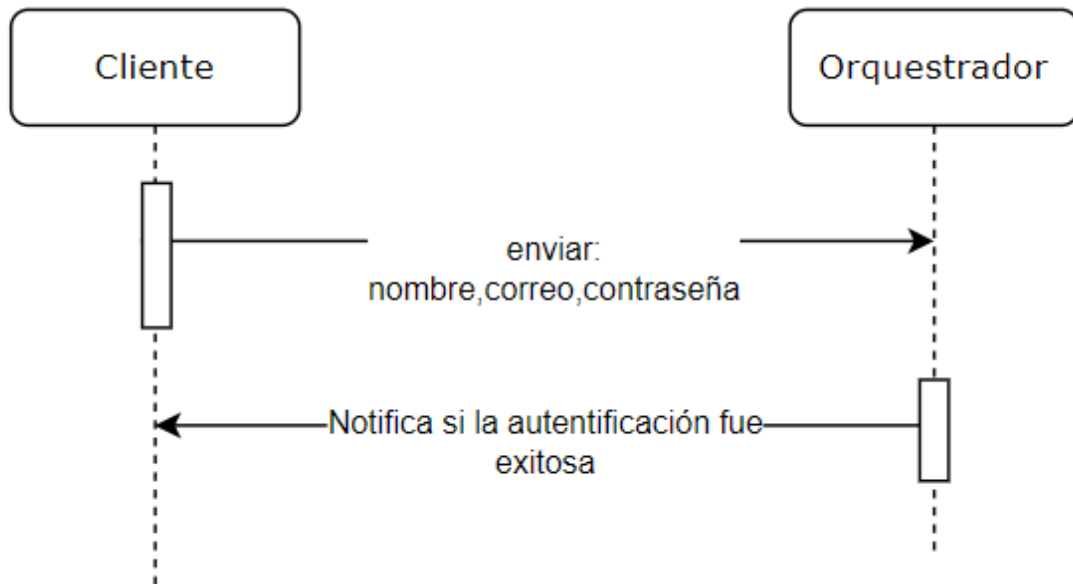 Cliente
Orquestrador
enviar:
nombre,correo,contraseña
Notifica si la autentificación fue
exitosa